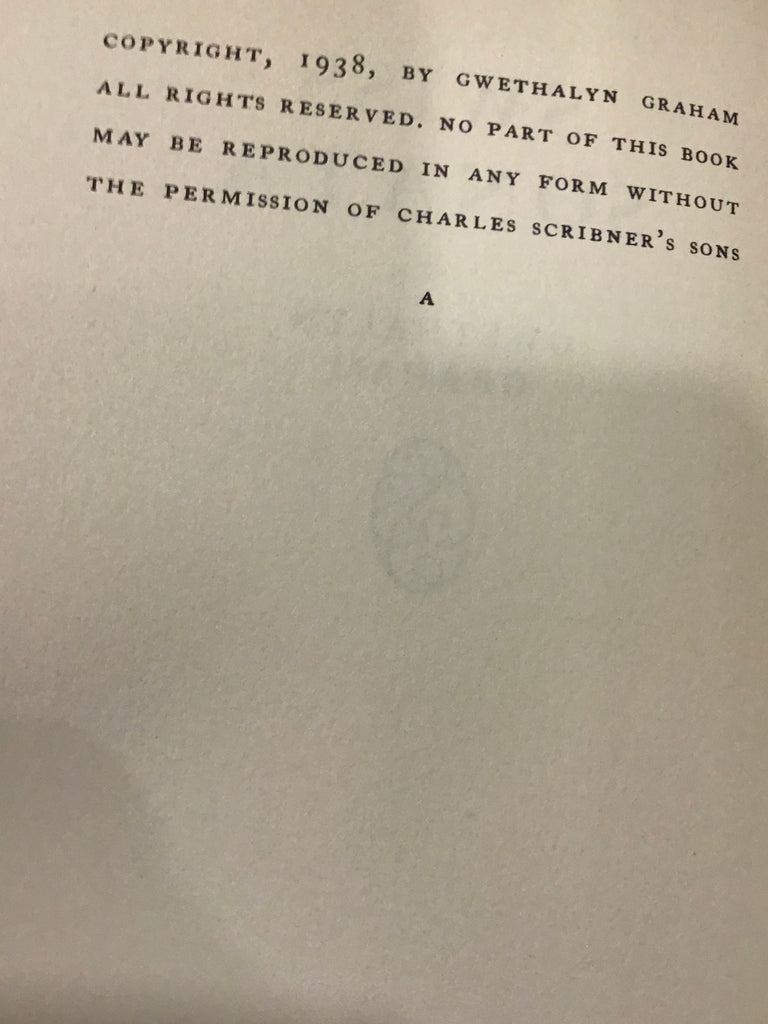 COPYRIGHT, 1938, BY GWETHALYN GRAHAM
ALL RIGHTS RESERVED. NO PART OF THIS BOOK
MAY BE REPRODUCED IN ANY FORM WITHOUT
THE PERMISSION OF CHARLES SCRIBNER'S SONS
A